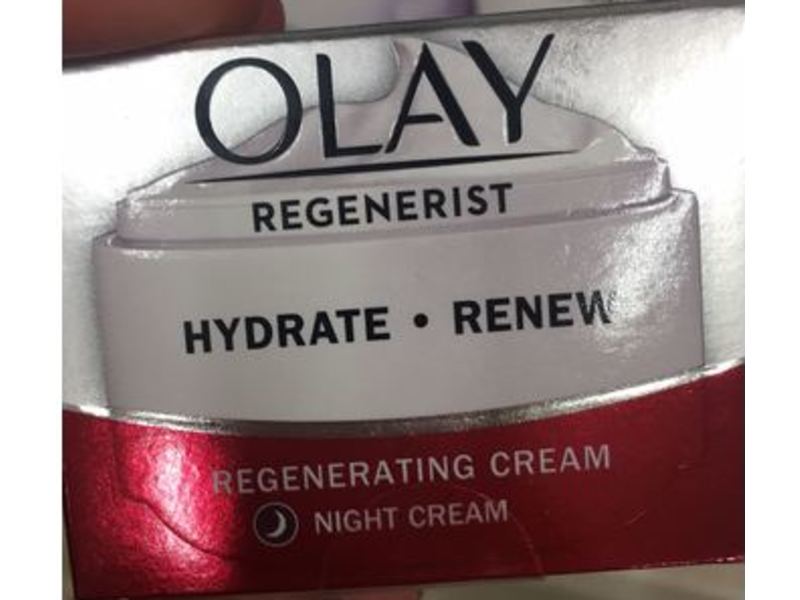 OLAY
REGENERIST
HYDRATE • RENEW
REGENERATING CREAM
NIGHT CREAM